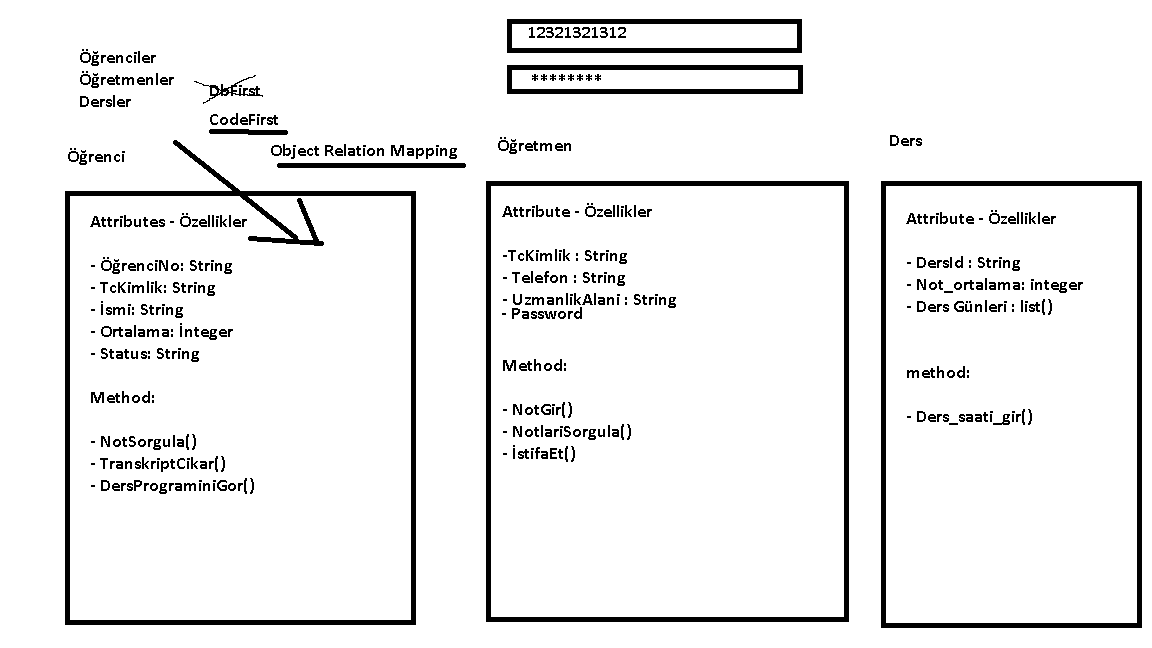 12321321312
********
Öğrenciler
Öğretmenler
Dersler
DbFirst
CodeFirst
Object Relation Mapping
Öğrenci
Attributes - Özellikler
- ÖğrenciNo: String
- TcKimlik: String
- İsmi: String
- Ortalama: İnteger
- Status: String
Method:
- NotSorgula()
- TranskriptCikar()
- DersPrograminiGor()
Öğretmen
Attribute - Özellikler
-TcKimlik : String
- Telefon : String
- UzmanlikAlani : String
- Password
Method:
- NotGir()
- NotlariSorgula()
- İstifaEt()
Ders
Attribute - Özellikler
- DersId : String
- Not_ortalama: integer
- Ders Günleri : list()
method:
- Ders_saati_gir()